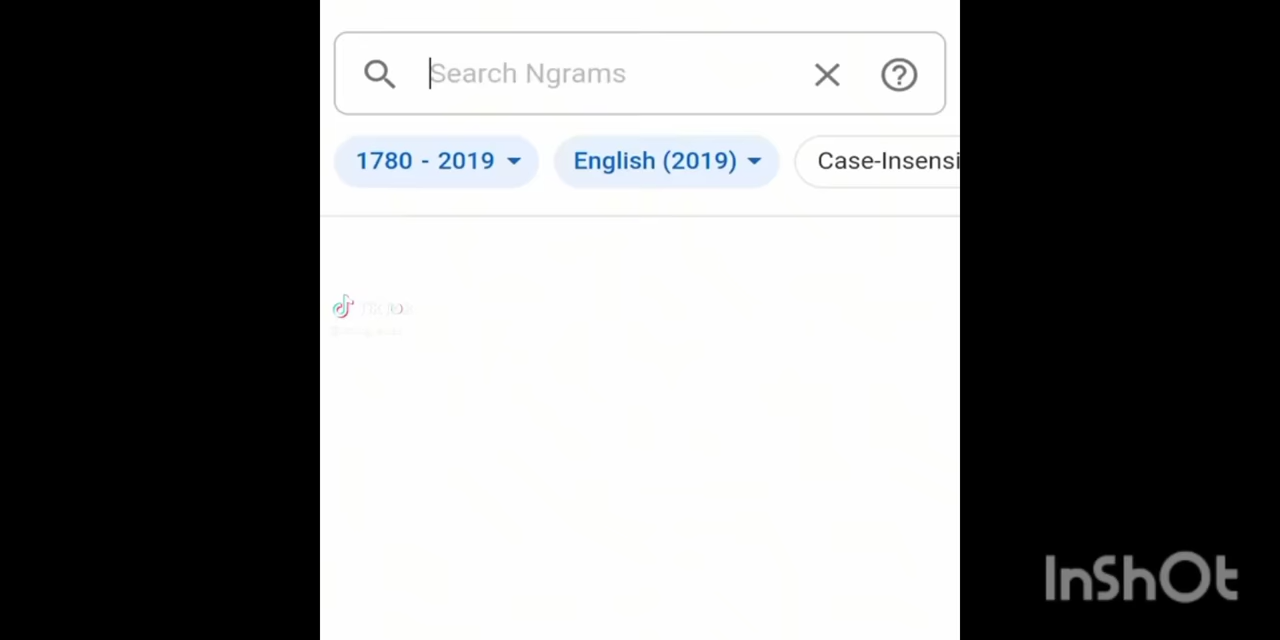 Search Ngrams
1780 - 2019
English (2019)
Case-Insensi
InShOt